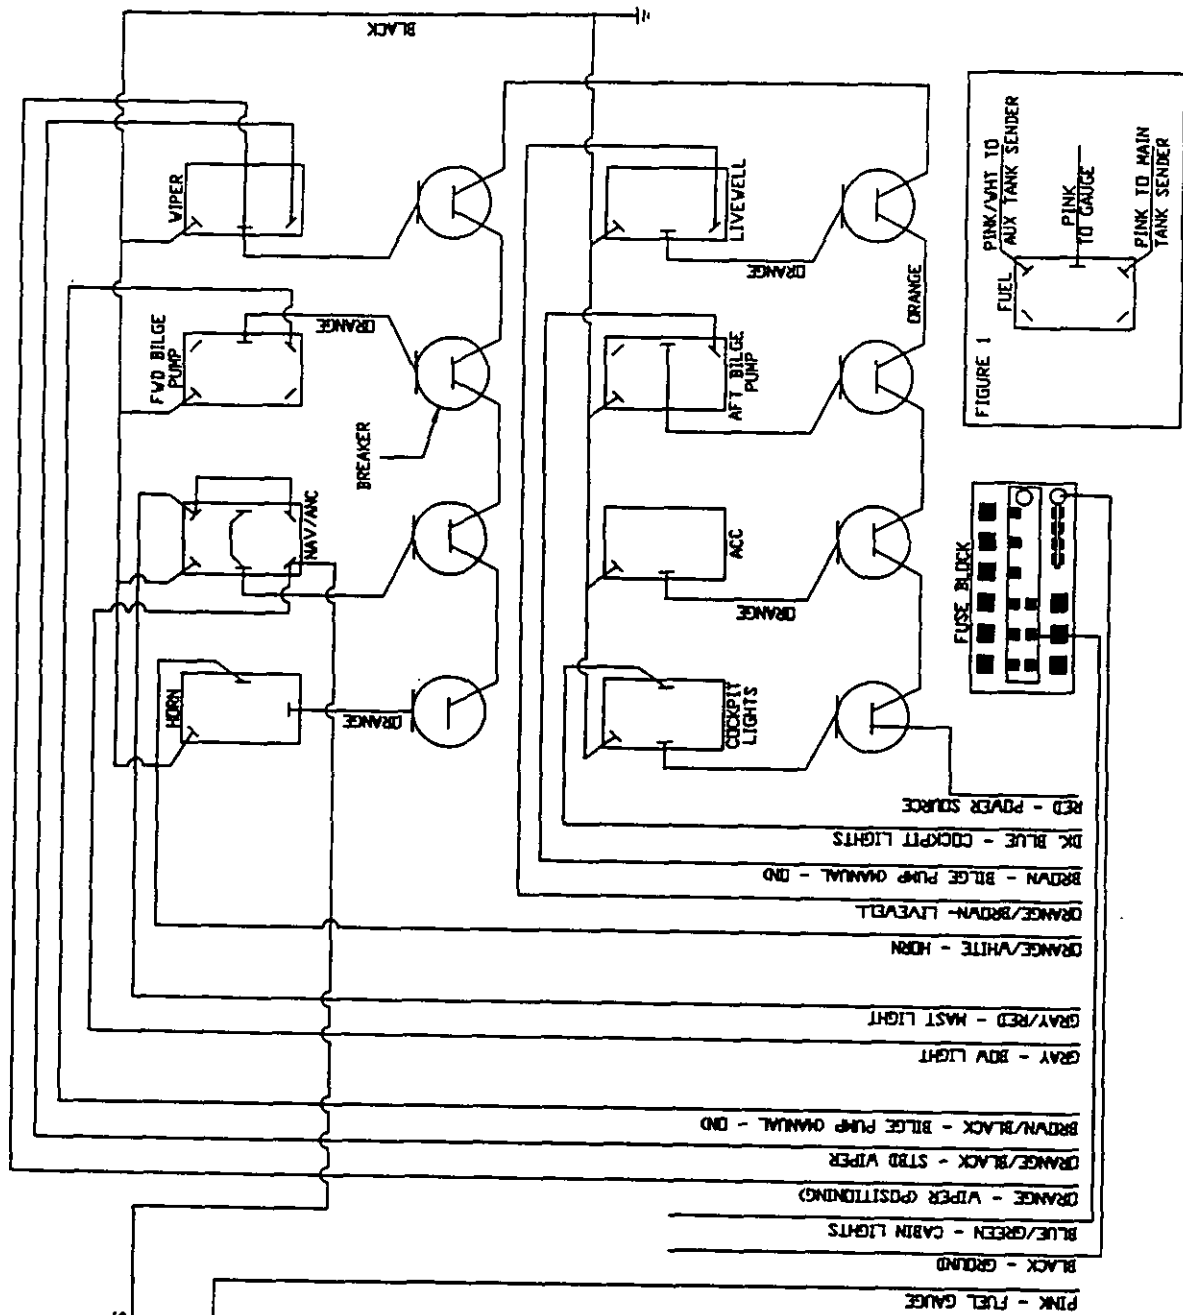 BLACK
WIPER
LIVEWELL
ORANGE
ORANGE
FWD BILGE
PUMP
ORANGE
AFT BILGE
PUMP
BREAKER
NAV/ANC
ACC
ORANGE
HORN
ORANGE
COCKPIT
LIGHTS
FIGURE 1
FUEL
PINK/WHT TO
AUX TANK SENDER
PINK
TO GAUGE
PINK TO MAIN
TANK SENDER
FUSE BLOCK
RED - POWER SOURCE
DK. BLUE - COCKPIT LIGHTS
BROWN - BILGE PUMP (MANUAL - ON)
ORANGE/BROWN- LIVEWELL
ORANGE/WHITE - HORN
GRAY/RED - MAST LIGHT
GRAY - BOW LIGHT
BROWN/BLACK - BILGE PUMP (MANUAL - ON)
ORANGE/BLACK - STBD WIPER
ORANGE - WIPER (POSITIONING)
BLUE/GREEN - CABIN LIGHTS
BLACK - GROUND
PINK - FUEL GAUGE